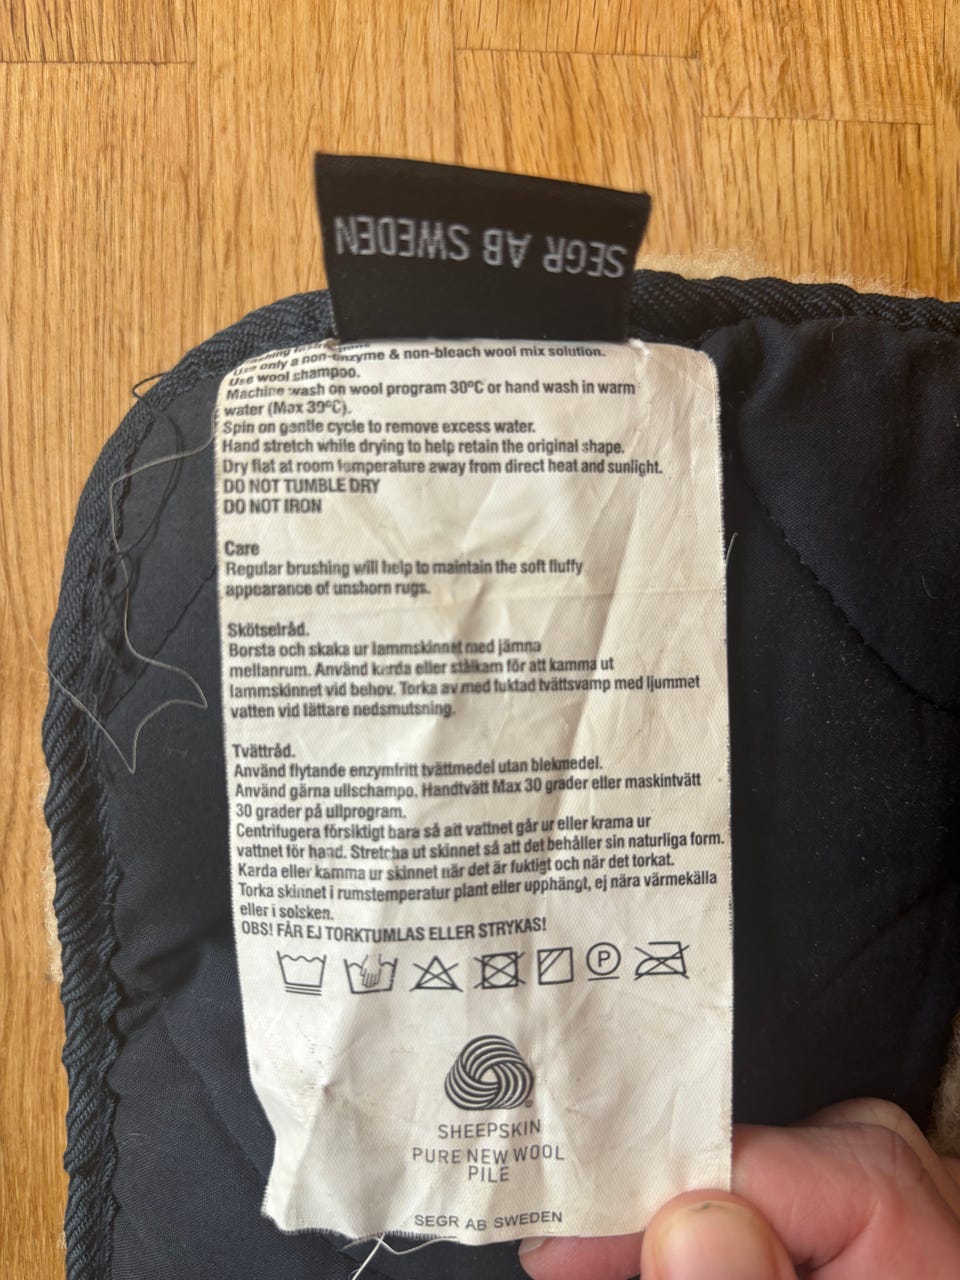 SEGR AB SWEDEN
Washing Instructions
Use only a non-enzyme & non-bleach wool mix solution.
Use wool shampoo.
Machine wash on wool program 30ºC or hand wash in warm
water (Max 30ºC).
Spin on gentle cycle to remove excess water.
Hand stretch while drying to help retain the original shape.
Dry flat at room temperature away from direct heat and sunlight.
DO NOT TUMBLE DRY
DO NOT IRON
Care
Regular brushing will help to maintain the soft fluffy
appearance of unshorn rugs.
Skötselråd.
Borsta och skaka ur lammskinnet med jämna
mellanrum. Använd karda eller stålkam för att kamma ut
lammskinnet vid behov. Torka av med fuktad tvättsvamp med ljummet
vatten vid lättare nedsmutsning.
Tvättråd.
Använd flytande enzymfritt tvättmedel utan blekmedel.
Använd gärna ullschampo. Handtvätt Max 30 grader eller maskintvätt
30 grader på ullprogram.
Centrifugera försiktigt bara så att vattnet går ur eller krama ur
vattnet för hand. Stretcha ut skinnet så att det behåller sin naturliga form.
Karda eller kamma ur skinnet när det är fuktigt och när det torkat.
Torka skinnet i rumstemperatur plant eller upphängt, ej nära värmekälla
eller i solsken.
OBS! FÅR EJ TORKTUMLAS ELLER STRYKAS!
P
SHEEPSKIN
PURE NEW WOOL
PILE
SEGR AB SWEDEN